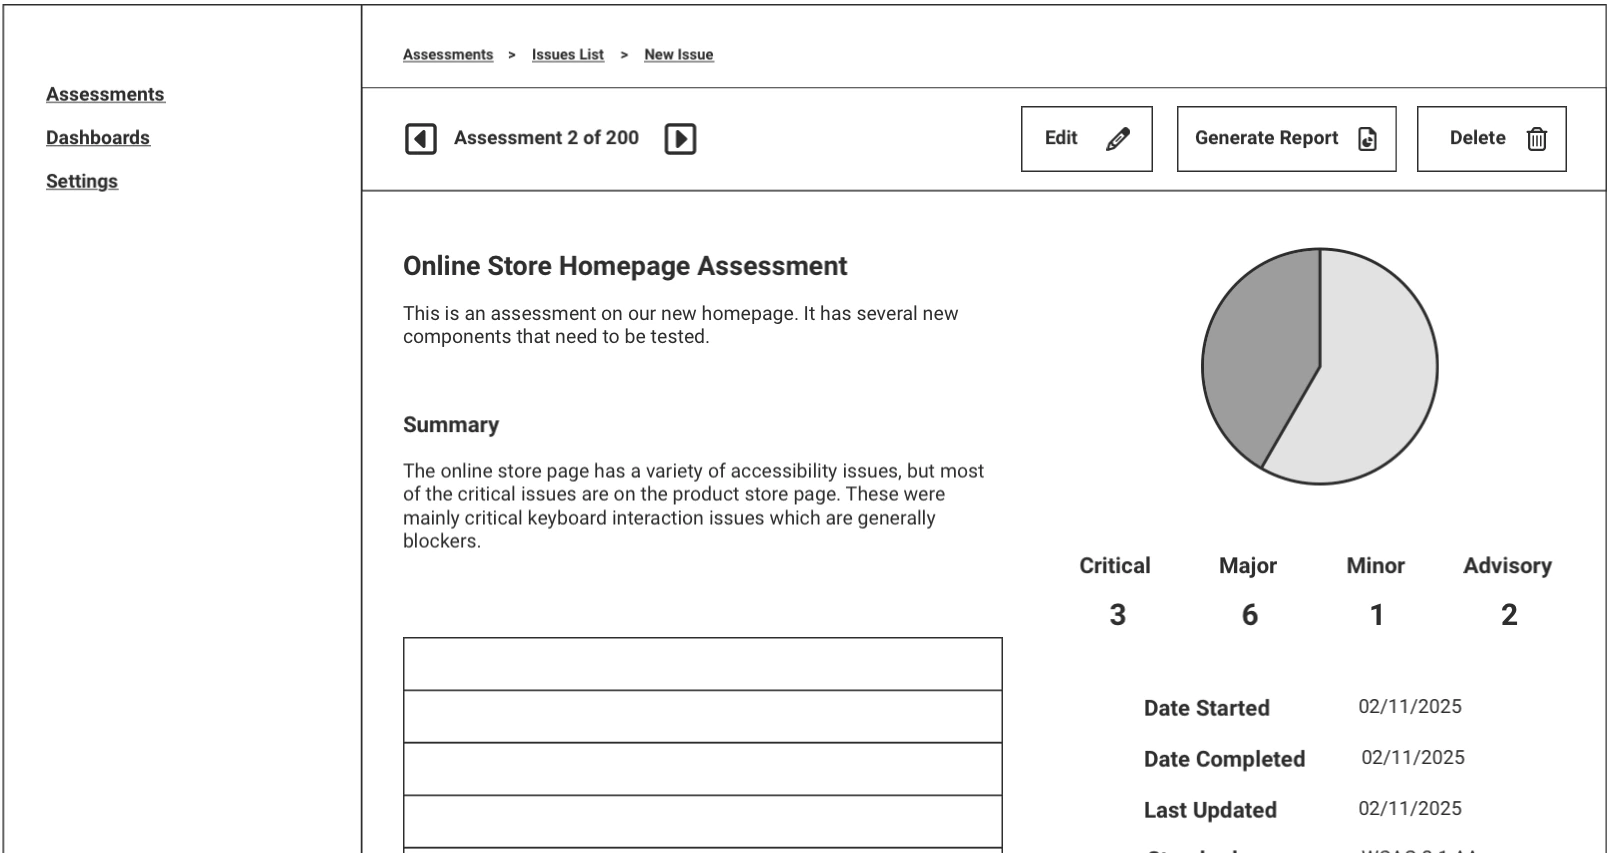 Assessments > Issues List > New Issue
Assessments
Dashboards
Settings
Assessment 2 of 200
Edit
Generate Report
Delete
Online Store Homepage Assessment
This is an assessment on our new homepage. It has several new
components that need to be tested.
Summary
The online store page has a variety of accessibility issues, but most
of the critical issues are on the product store page. These were
mainly critical keyboard interaction issues which are generally
blockers.
Critical Major Minor Advisory
3 6 1 2
Date Started 02/11/2025
Date Completed 02/11/2025
Last Updated 02/11/2025